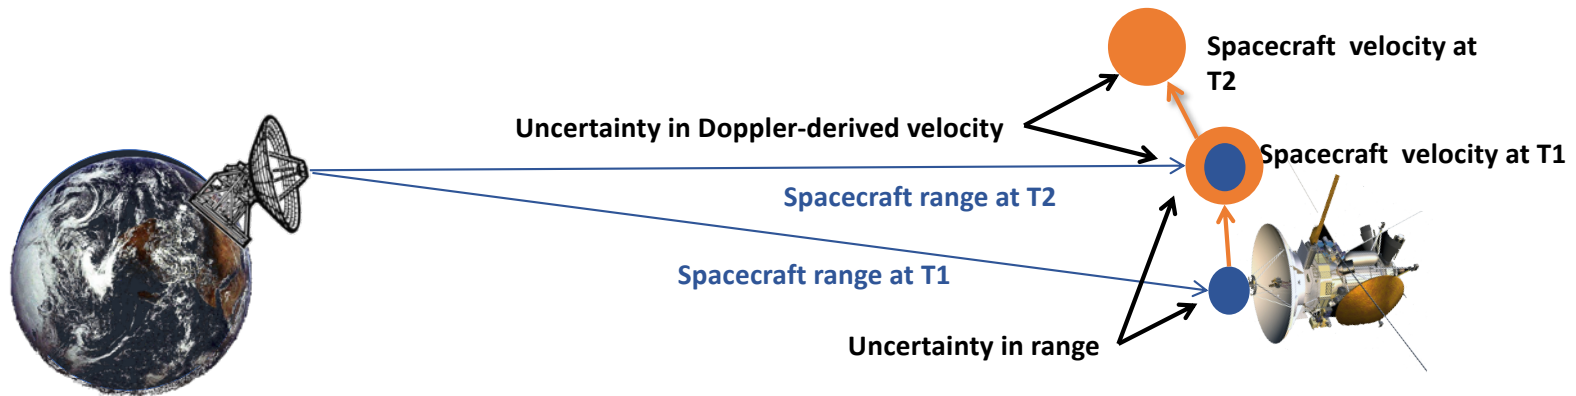 Spacecraft  velocity at
T2
Uncertainty in Doppler-derived velocity
Spacecraft  velocity at T1
Spacecraft range at T2
Spacecraft range at T1
Uncertainty in range